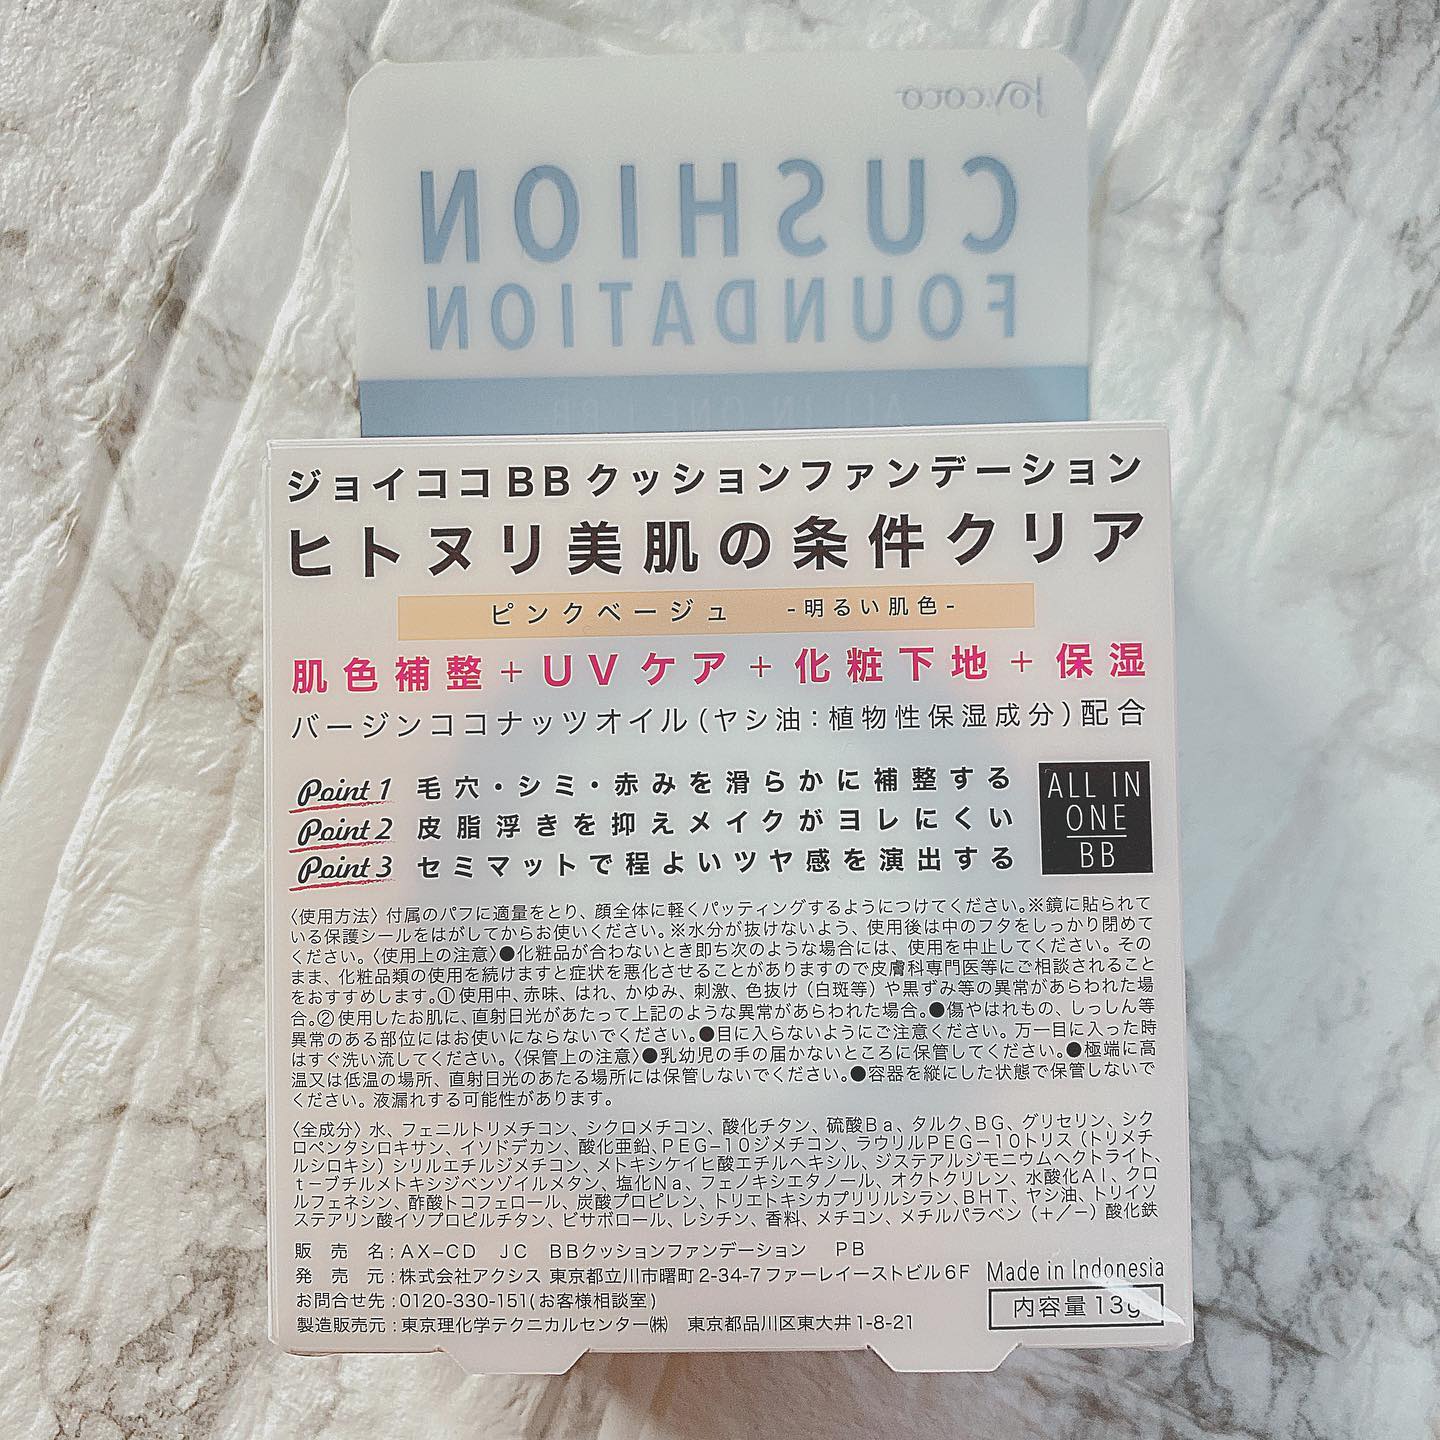 Joycoco
CUSHION
FOUNDATION
ALL IN ONE BB
ジョイココBBクッションファンデーション
ヒトヌリ美肌の条件クリア
ピンクベージュ -明るい肌色-
肌色補整+UVケア+化粧下地+保湿
バージンココナッツオイル(ヤシ油:植物性保湿成分)配合
Point 1 毛穴・シミ・赤みを滑らかに補整する
Point 2 皮脂浮きを抑えメイクがヨレにくい
Point 3 セミマットで程よいツヤ感を演出する
ALL IN
ONE
BB
〈使用方法〉付属のパフに適量をとり、顔全体に軽くパッティングするようにつけてください。※鏡に貼られて
いる保護シールをはがしてからお使いください。※水分が抜けないよう、使用後は中のフタをしっかり閉めて
ください。〈使用上の注意〉●化粧品が合わないとき即ち次のような場合には、使用を中止してください。その
まま、化粧品類の使用を続けますと症状を悪化させることがありますので皮膚科専門医等にご相談されること
をおすすめします。①使用中、赤味、はれ、かゆみ、刺激、色抜け(白斑等)や黒ずみ等の異常があらわれた場
合。②使用したお肌に、直射日光があたって上記のような異常があらわれた場合。●傷やはれもの、しっしん等
異常のある部位にはお使いにならないでください。●目に入らないようにご注意ください。万一目に入った時
はすぐ洗い流してください。〈保管上の注意〉●乳幼児の手の届かないところに保管してください。●極端に高
温又は低温の場所、直射日光のあたる場所には保管しないでください。●容器を縦にした状態で保管しないで
ください。液漏れする可能性があります。
〈全成分〉水、フェニルトリメチコン、シクロメチコン、酸化チタン、硫酸Ba、タルク、BG、グリセリン、シク
ロペンタシロキサン、イソドデカン、酸化亜鉛、PEG-10ジメチコン、ラウリルPEG-10トリス(トリメチ
ルシロキシ)シリルエチルジメチコン、メトキシケイヒ酸エチルヘキシル、ジステアルジモニウムヘクトライト、
t-ブチルメトキシジベンゾイルメタン、塩化Na、フェノキシエタノール、オクトクリレン、水酸化Al、クロ
ルフェネシン、酢酸トコフェロール、炭酸プロピレン、トリエトキシカプリリルシラン、BHT、ヤシ油、トリイソ
ステアリン酸イソプロピルチタン、ビサボロール、レシチン、香料、メチコン、メチルパラベン(+/-)酸化鉄
販売名:AX-CD JC BBクッションファンデーション PB
発売元:株式会社アクシス 東京都立川市曙町2-34-7ファーレイーストビル6F
お問合せ先:0120-330-151(お客様相談室)
製造販売元:東京理化学テクニカルセンター㈱ 東京都品川区東大井1-8-21
Made in Indonesia
内容量13g